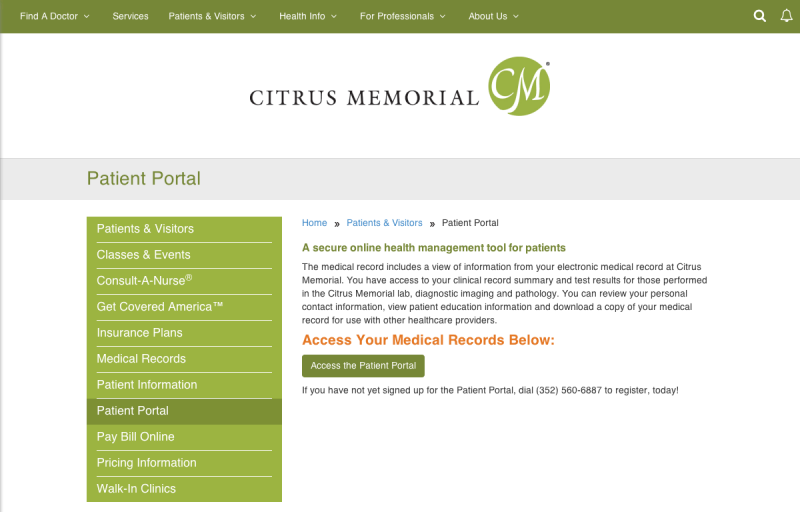 Find A Doctor Services Patients & Visitors Health Info For Professionals About Us
CITRUS MEMORIAL CM
Patient Portal
Patients & Visitors
Classes & Events
Consult-A-Nurse®
Get Covered America™
Insurance Plans
Medical Records
Patient Information
Patient Portal
Pay Bill Online
Pricing Information
Walk-In Clinics
Home » Patients & Visitors » Patient Portal
A secure online health management tool for patients
The medical record includes a view of information from your electronic medical record at Citrus
Memorial. You have access to your clinical record summary and test results for those performed
in the Citrus Memorial lab, diagnostic imaging and pathology. You can review your personal
contact information, view patient education information and download a copy of your medical
record for use with other healthcare providers.
Access Your Medical Records Below:
Access the Patient Portal
If you have not yet signed up for the Patient Portal, dial (352) 560-6887 to register, today!